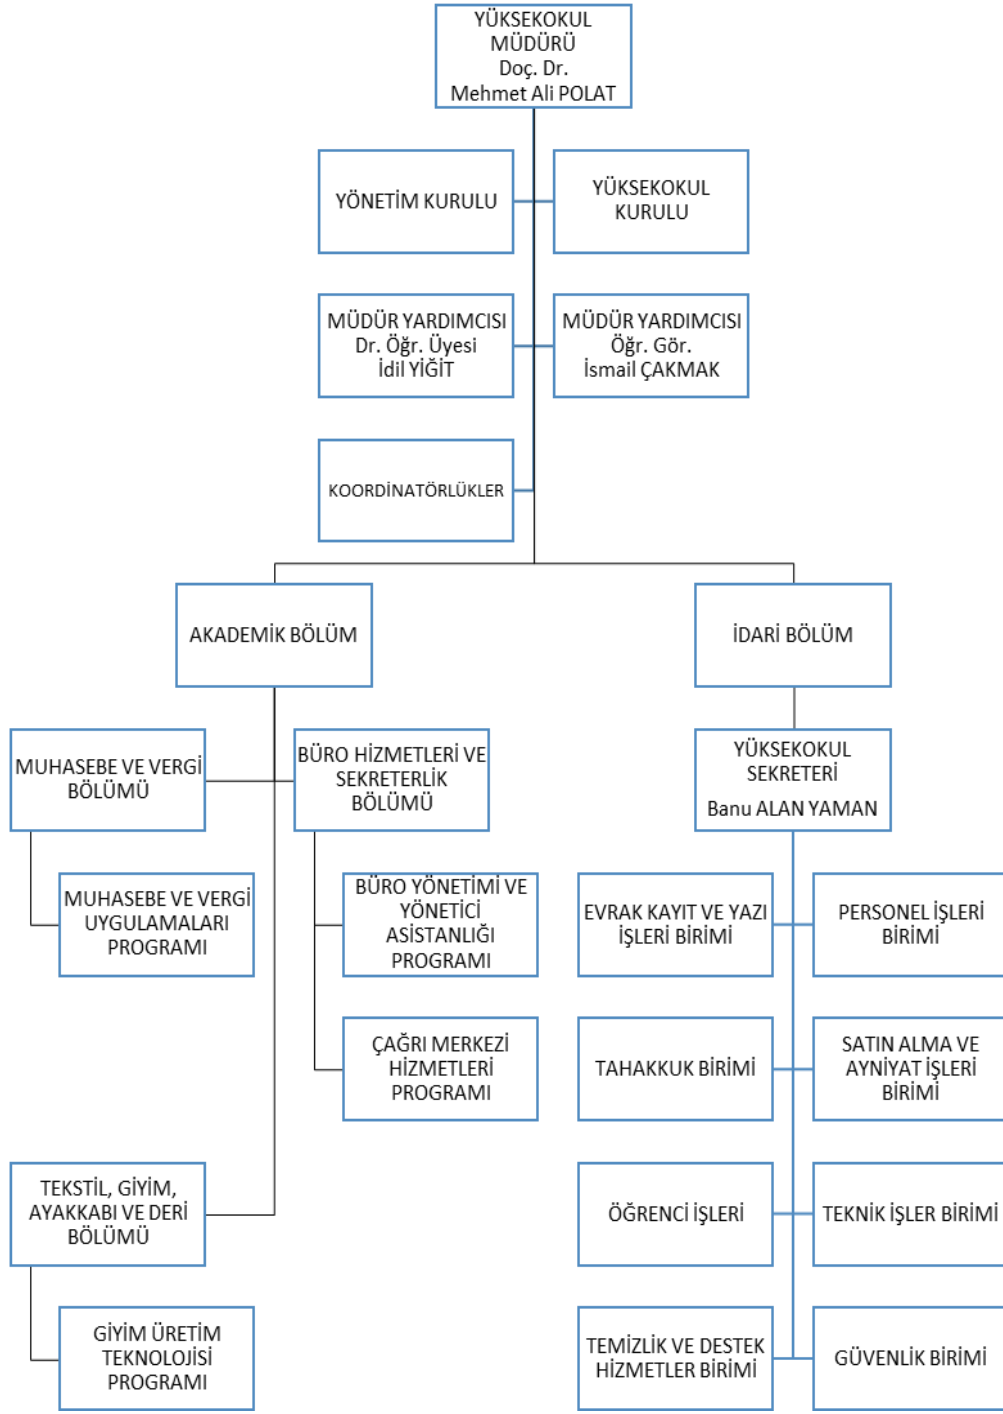 YÜKSEKOKUL
MÜDÜRÜ
Doç. Dr.
Mehmet Ali POLAT
YÖNETİM KURULU
YÜKSEKOKUL
KURULU
MÜDÜR YARDIMCISI
Dr. Öğr. Üyesi
İdil YİĞİT
MÜDÜR YARDIMCISI
Öğr. Gör.
İsmail ÇAKMAK
KOORDİNATÖRLÜKLER
AKADEMİK BÖLÜM
İDARİ BÖLÜM
MUHASEBE VE VERGİ
BÖLÜMÜ
BÜRO HİZMETLERİ VE
SEKRETERLİK
BÖLÜMÜ
YÜKSEKOKUL
SEKRETERİ
Banu ALAN YAMAN
MUHASEBE VE VERGİ
UYGULAMALARI
PROGRAMI
BÜRO YÖNETİMİ VE
YÖNETİCİ
ASİSTANLIĞI
PROGRAMI
EVRAK KAYIT VE YAZI
İŞLERİ BİRİMİ
PERSONEL İŞLERİ
BİRİMİ
ÇAĞRI MERKEZİ
HİZMETLERİ
PROGRAMI
TAHAKKUK BİRİMİ
SATIN ALMA VE
AYNİYAT İŞLERİ
BİRİMİ
TEKSTİL, GİYİM,
AYAKKABI VE DERİ
BÖLÜMÜ
ÖĞRENCİ İŞLERİ
TEKNİK İŞLER BİRİMİ
GİYİM ÜRETİM
TEKNOLOJİSİ
PROGRAMI
TEMİZLİK VE DESTEK
HİZMETLER BİRİMİ
GÜVENLİK BİRİMİ